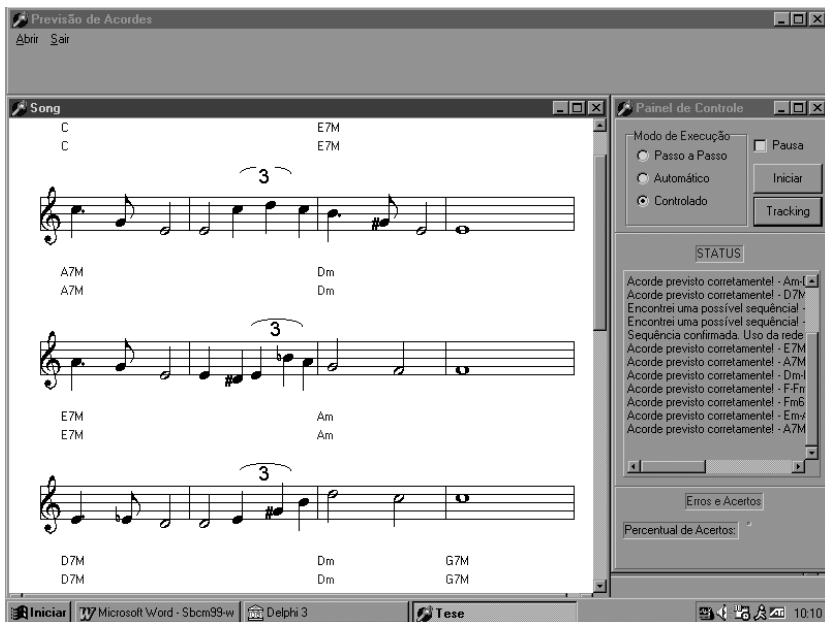 Previsão de Acordes
Abrir Sair
Song
C E7M
C E7M
3
A7M Dm
A7M Dm
3
E7M Am
E7M Am
3
D7M Dm G7M
D7M Dm G7M
Painel de Controle
Modo de Execução
Passo a Passo
Automático
Controlado
Pausa
Iniciar
Tracking
STATUS
Acorde previsto corretamente! - Am-
Acorde previsto corretamente! - D7M
Encontrei uma possível sequência! -
Encontrei uma possível sequência! -
Sequência confirmada. Uso da rede
Acorde previsto corretamente! - E7M
Acorde previsto corretamente! - A7M
Acorde previsto corretamente! - Dm-
Acorde previsto corretamente! - F-Fm
Acorde previsto corretamente! - Fm6
Acorde previsto corretamente! - Em-
Acorde previsto corretamente! - A7M
Erros e Acertos
Percentual de Acertos:
Iniciar Microsoft Word - Sbcm99-w Delphi 3 Tese 10:10